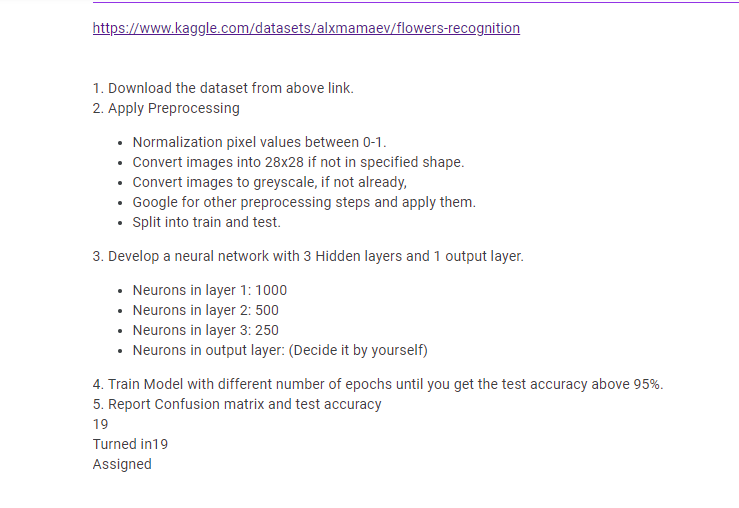 https://www.kaggle.com/datasets/alxmamaev/flowers-recognition
1. Download the dataset from above link.
2. Apply Preprocessing
• Normalization pixel values between 0-1.
• Convert images into 28x28 if not in specified shape.
• Convert images to greyscale, if not already,
• Google for other preprocessing steps and apply them.
• Split into train and test.
3. Develop a neural network with 3 Hidden layers and 1 output layer.
• Neurons in layer 1: 1000
• Neurons in layer 2: 500
• Neurons in layer 3: 250
• Neurons in output layer: (Decide it by yourself)
4. Train Model with different number of epochs until you get the test accuracy above 95%.
5. Report Confusion matrix and test accuracy
19
Turned in19
Assigned